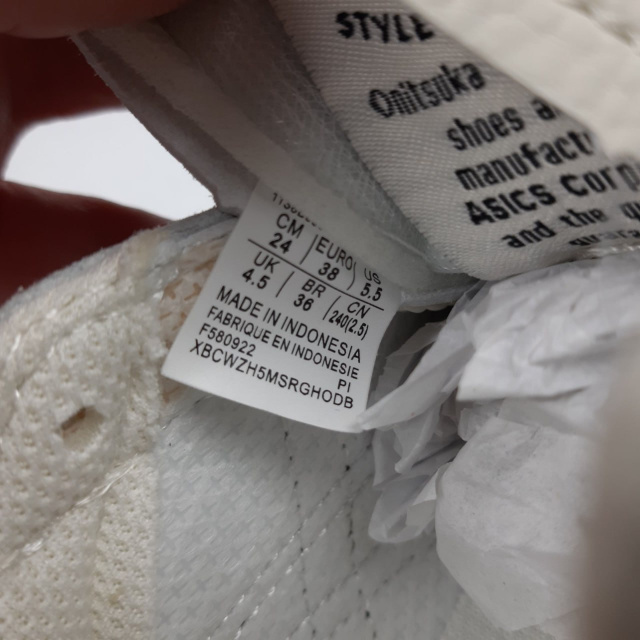 STYLE
Onitsuka
shoes a
manufact
ASICS Cor
and the
CM EURO US
24 38 5.5
UK BR CN
4.5 36 240(2.5)
MADE IN INDONESIA
FABRIQUE EN INDONESIE
F580922 PI
XBCWZH5MSRGHODB